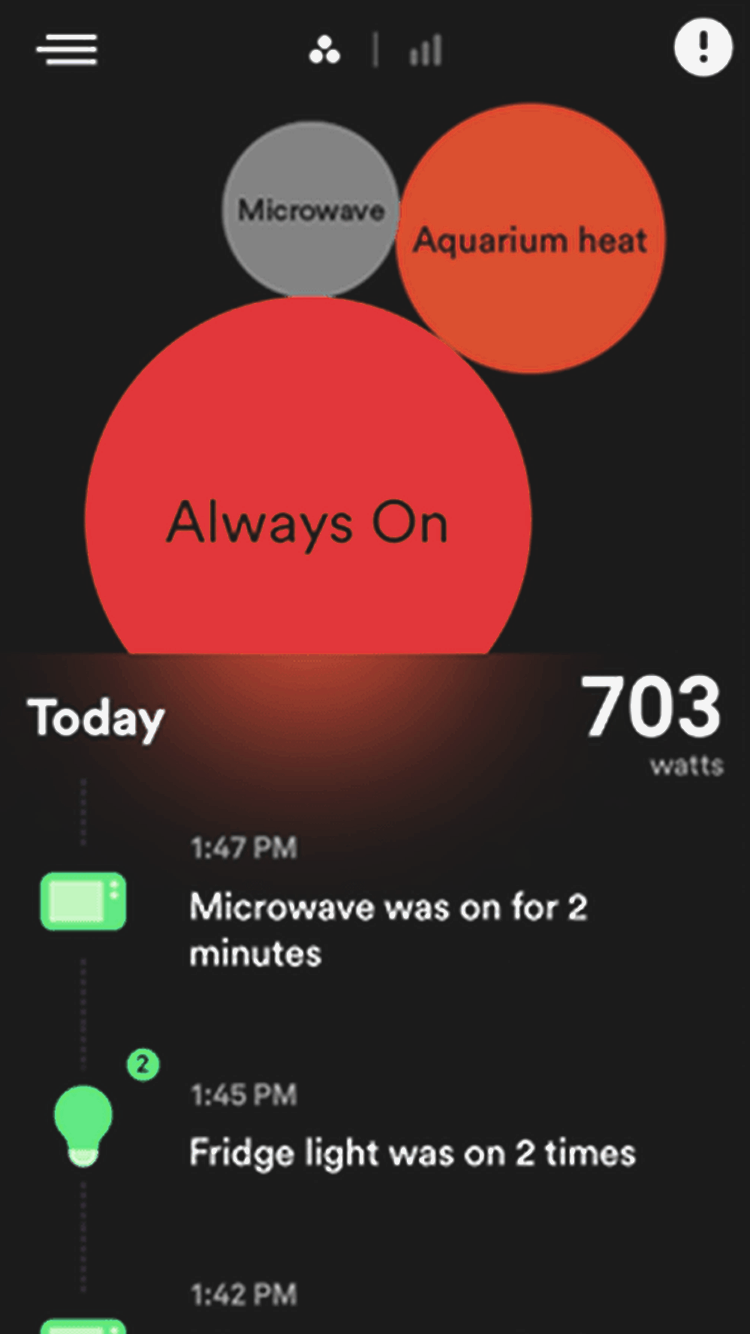 !
Microwave
Aquarium heat
Always On
Today
703
watts
1:47 PM
Microwave was on for 2
minutes
2
1:45 PM
Fridge light was on 2 times
1:42 PM